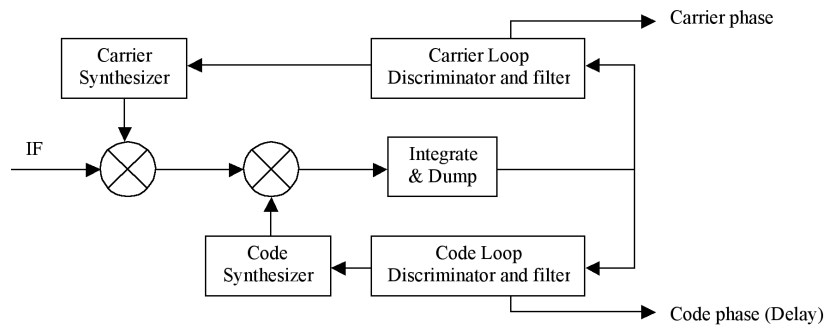 Carrier phase
Carrier
Synthesizer
Carrier Loop
Discriminator and filter
IF
Integrate
& Dump
Code
Synthesizer
Code Loop
Discriminator and filter
Code phase (Delay)